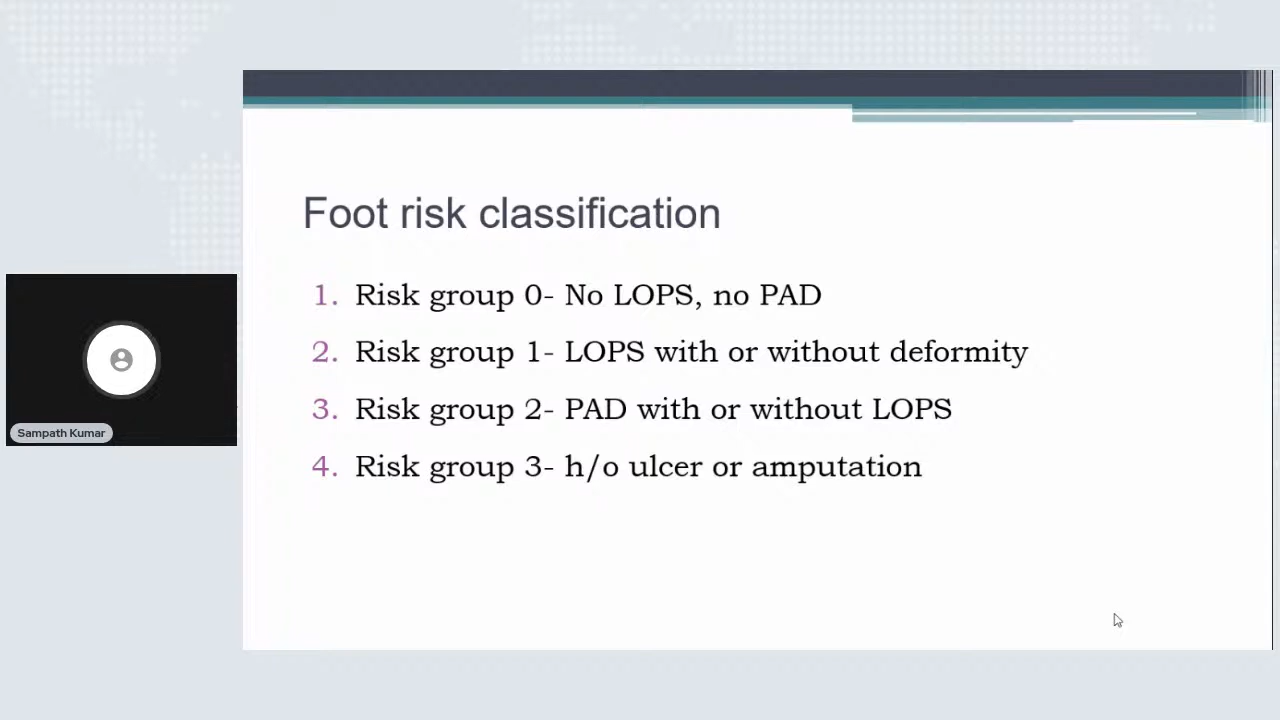 Foot risk classification
1. Risk group 0- No LOPS, no PAD
2. Risk group 1- LOPS with or without deformity
3. Risk group 2- PAD with or without LOPS
4. Risk group 3- h/o ulcer or amputation
Sampath Kumar